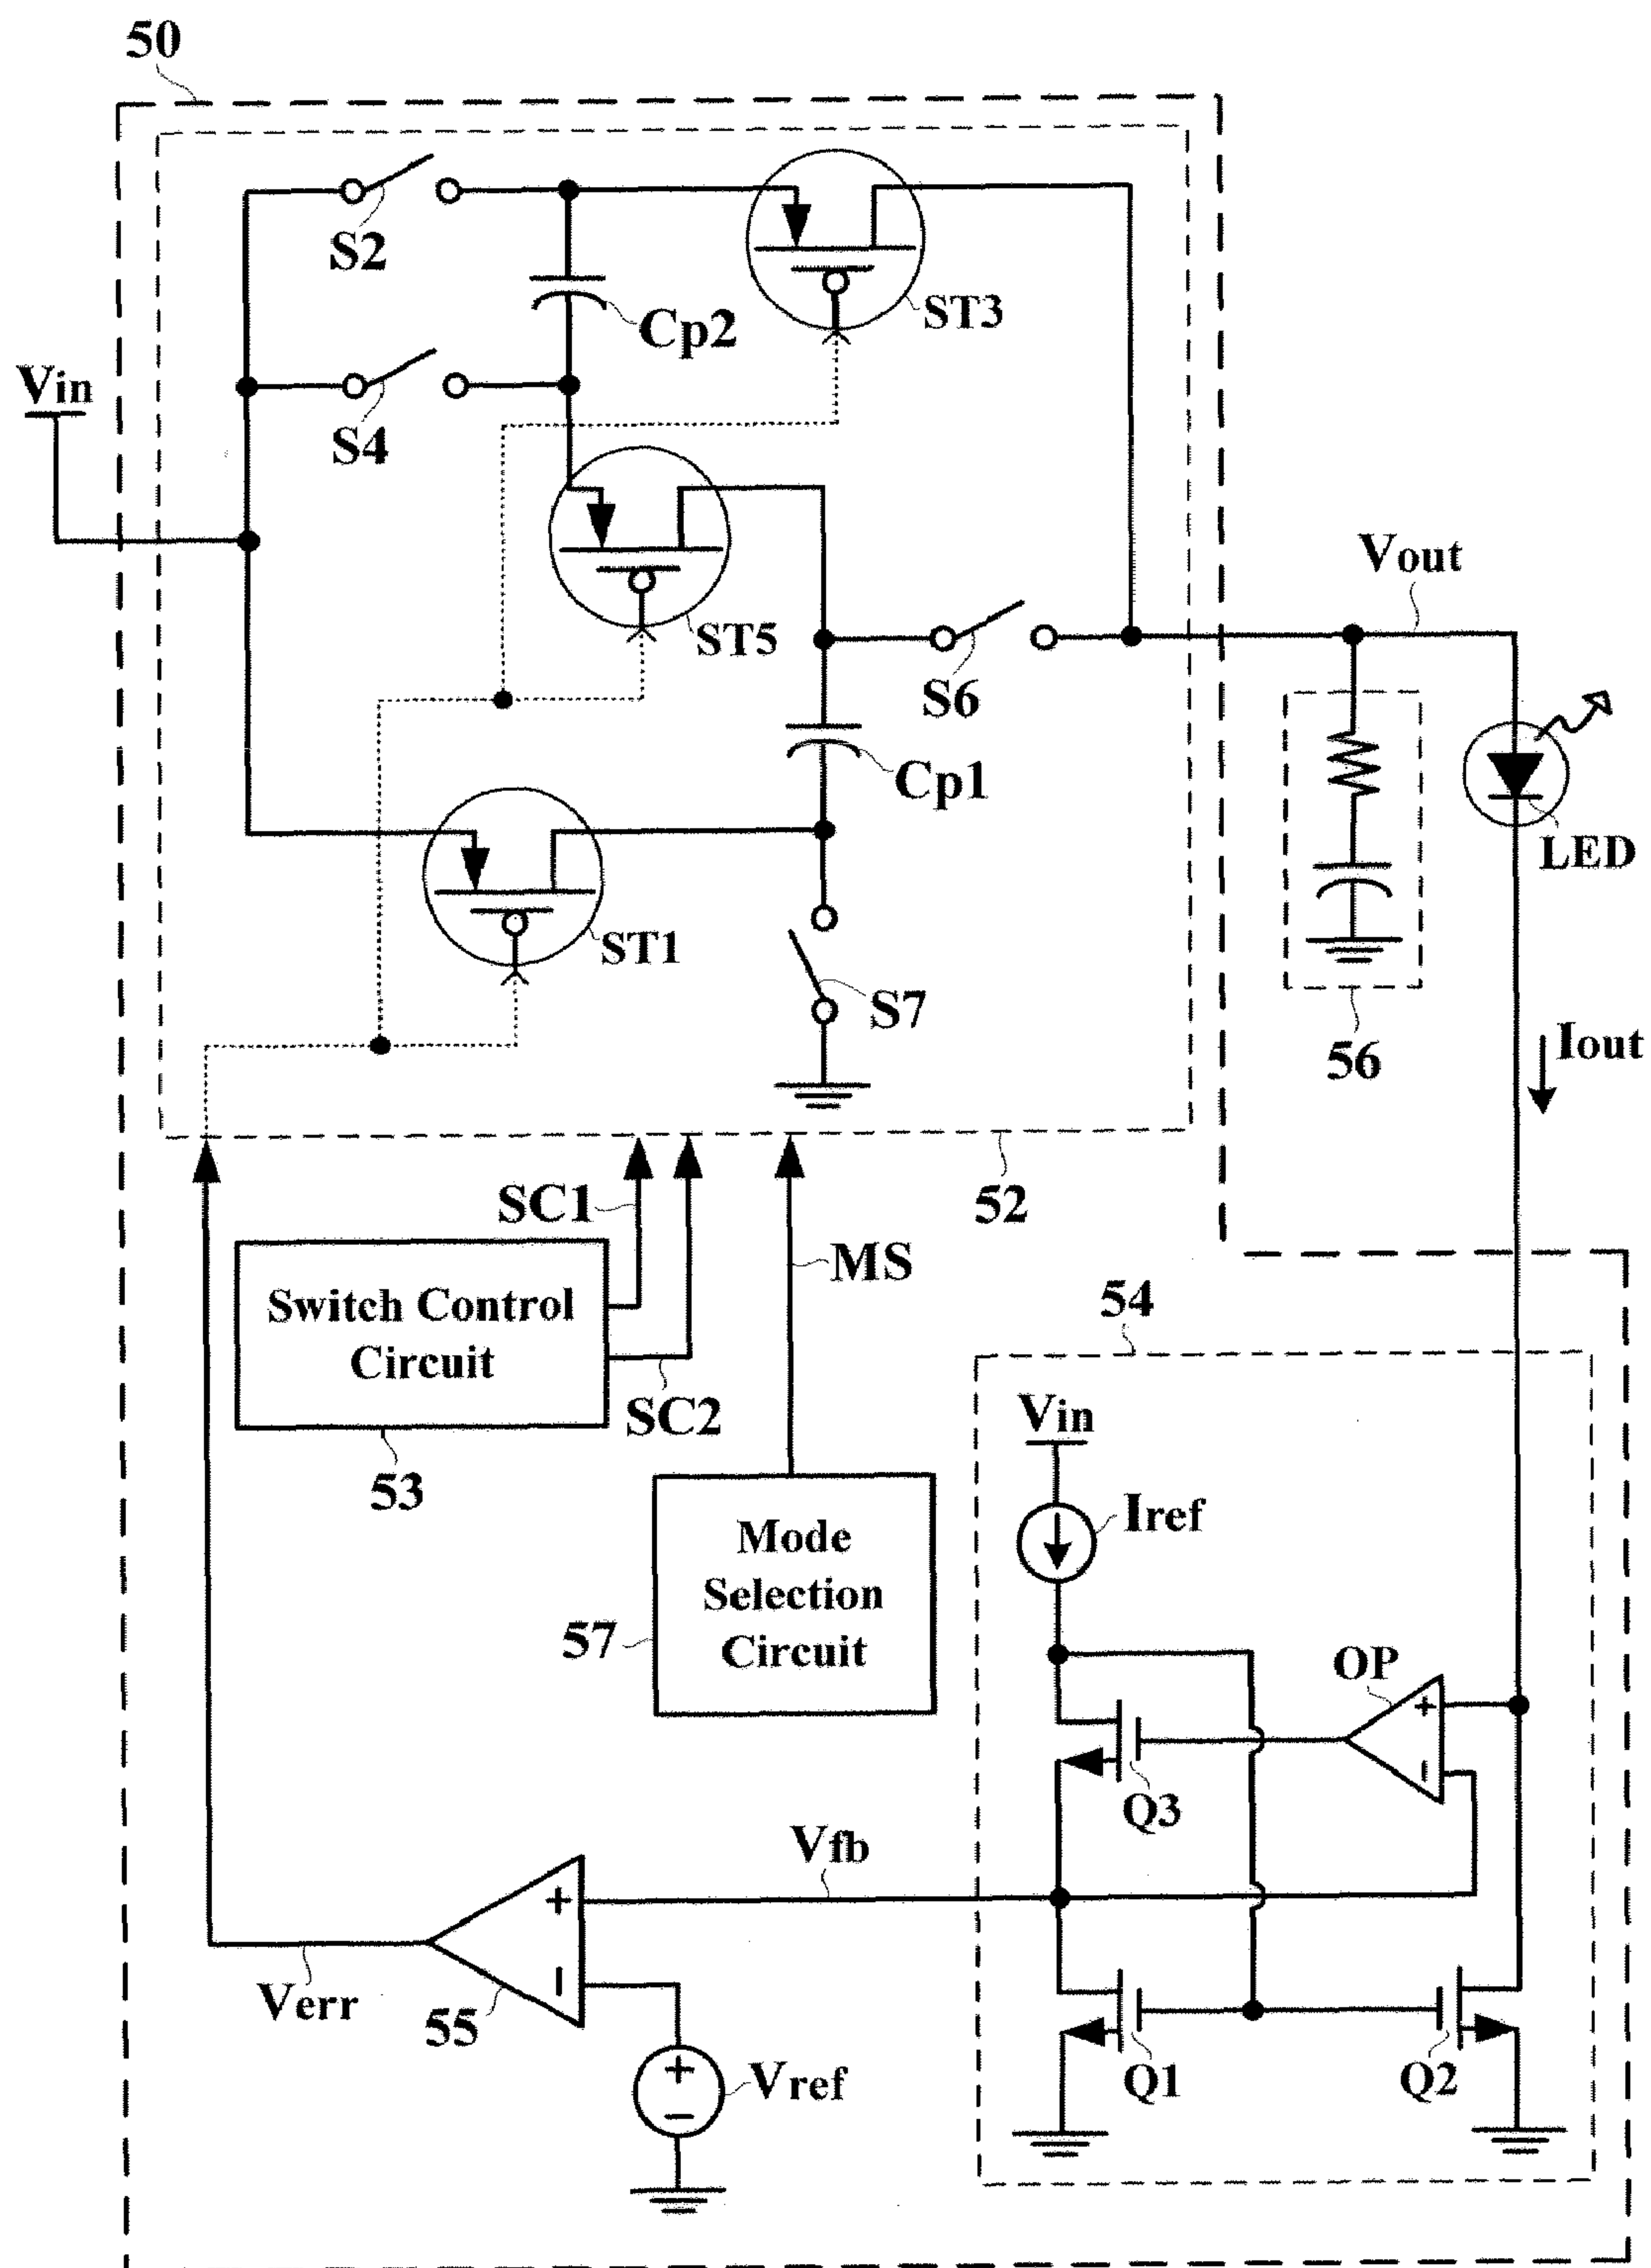 50
S2
Cp2
ST3
Vin
S4
ST5
Vout
S6
Cp1
LED
ST1
S7
56
Iout
SC1
52
MS
Switch Control
Circuit
SC2
53
54
Vin
Iref
Mode
Selection
Circuit
57
OP
+
-
Q3
Vfb
+
-
Verr
55
+
-
Vref
Q1
Q2